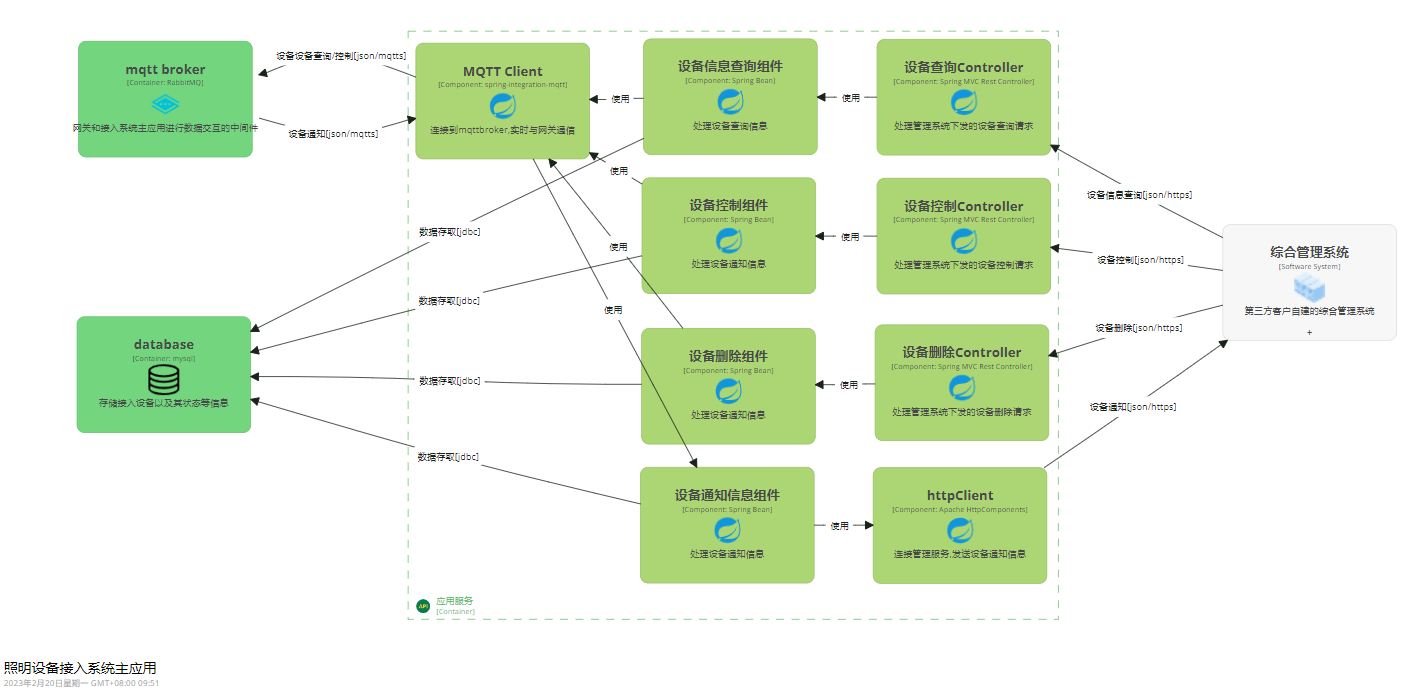 mqtt broker
[Container: RabbitMQ]
网关和接入系统主应用进行数据交互的中间件
设备设备查询/控制[json/mqtts]
设备通知[json/mqtts]
MQTT Client
[Component: spring-integration-mqtt]
连接到mqttbroker,实时与网关通信
使用
设备信息查询组件
[Component: Spring Bean]
处理设备查询信息
使用
设备查询Controller
[Component: Spring MVC Rest Controller]
处理管理系统下发的设备查询请求
使用
设备控制组件
[Component: Spring Bean]
处理设备通知信息
使用
设备控制Controller
[Component: Spring MVC Rest Controller]
处理管理系统下发的设备控制请求
设备信息查询[json/https]
设备控制[json/https]
设备删除[json/https]
设备通知[json/https]
综合管理系统
[Software System]
第三方客户自建的综合管理系统
+
数据存取[jdbc]
使用
数据存取[jdbc]
使用
database
[Container: mysql]
存储接入设备以及其状态等信息
数据存取[jdbc]
设备删除组件
[Component: Spring Bean]
处理设备通知信息
使用
设备删除Controller
[Component: Spring MVC Rest Controller]
处理管理系统下发的设备删除请求
数据存取[jdbc]
设备通知信息组件
[Component: Spring Bean]
处理设备通知信息
使用
httpClient
[Component: Apache HttpComponents]
连接管理服务,发送设备通知信息
API
应用服务
[Container]
照明设备接入系统主应用
2023年2月20日星期一 GMT+08:00 09:51